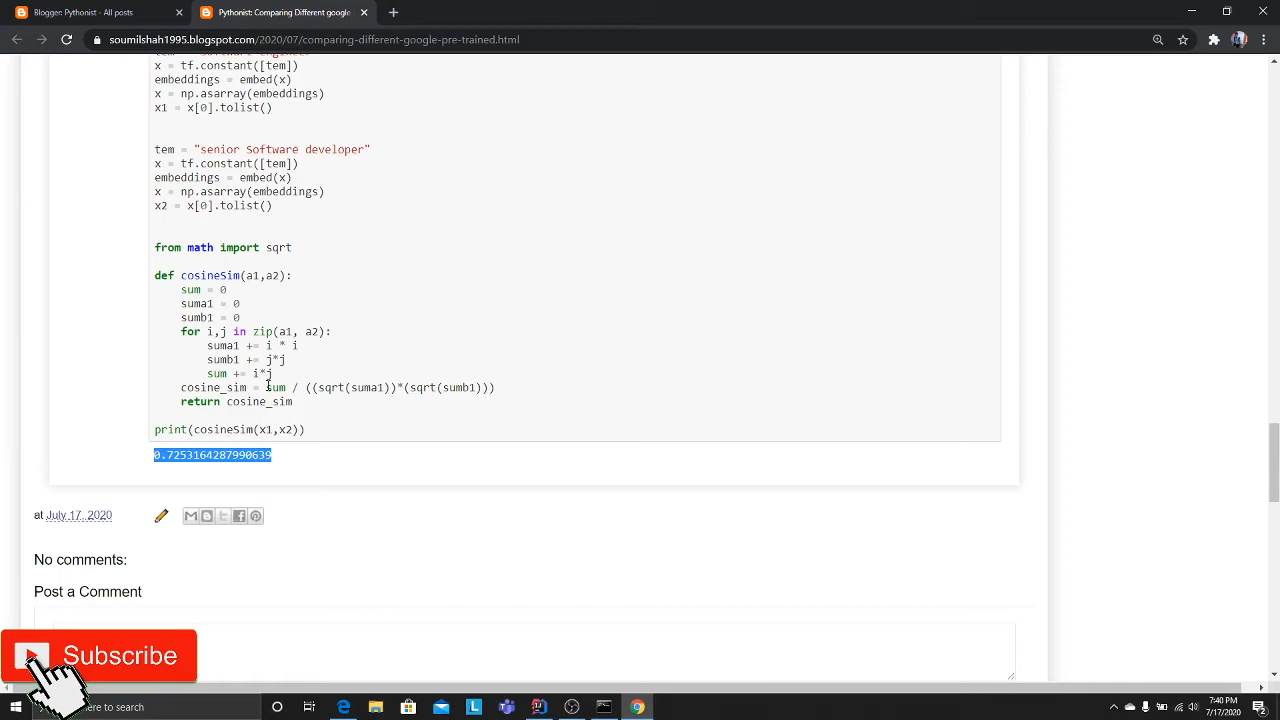 Bloggen Pythonist - All posts
Pythonist: Comparing Different google
soumilshah1995.blogspot.com/2020/07/comparing-different-google-pre-trained.html
x = tf.constant([tem])
embeddings = embed(x)
x = np.asarray(embeddings)
x1 = x[0].tolist()
tem = "senior Software developer"
x = tf.constant([tem])
embeddings = embed(x)
x = np.asarray(embeddings)
x2 = x[0].tolist()
from math import sqrt
def cosineSim(a1,a2):
sum = 0
suma1 = 0
sumb1 = 0
for i,j in zip(a1, a2):
suma1 += i * i
sumb1 += j*j
sum += i*j
cosine_sim = sum / ((sqrt(suma1))*(sqrt(sumb1)))
return cosine_sim
print(cosineSim(x1,x2))
0.7253164287990639
at July 17, 2020
No comments:
Post a Comment
Subscribe
here to search
7:40 PM
7/17/2020